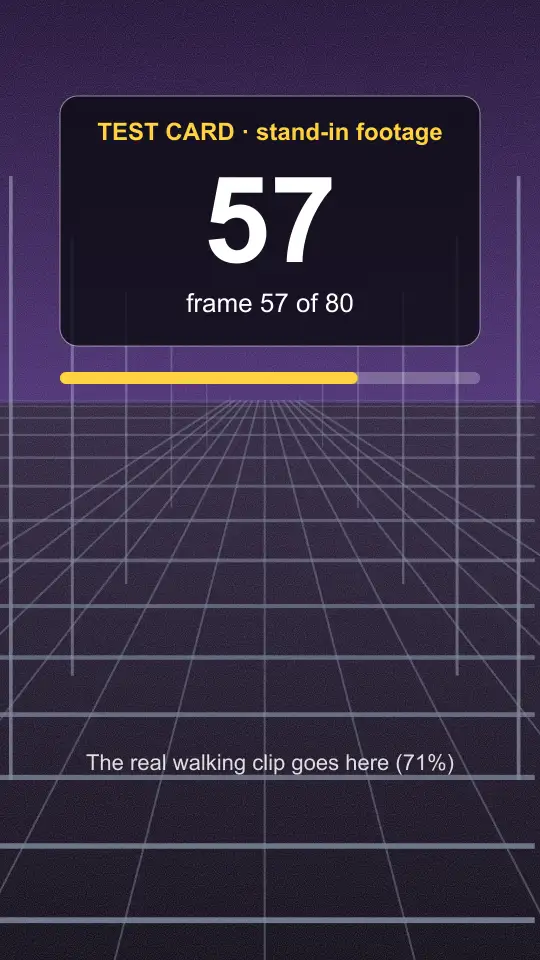 TEST CARD · stand-in footage
57
frame 57 of 80
The real walking clip goes here (71%)